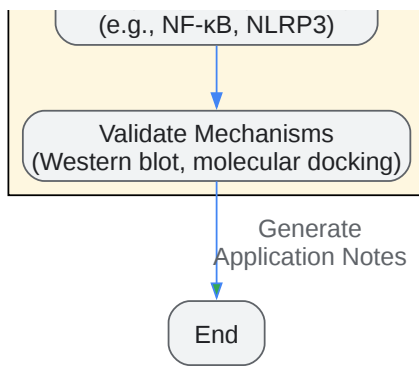 (e.g., NF-κB, NLRP3)
Validate Mechanisms
(Western blot, molecular docking)
Generate
Application Notes
End